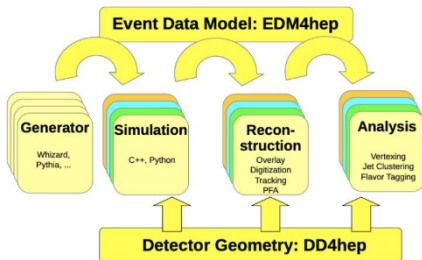 Event Data Model: EDM4hep
Generator
Whizard,
Pythia, ...
Simulation
C++, Python
Recon-
struction
Overlay
Digitization
Tracking
PFA
Analysis
Vertexing
Jet Clustering
Flavor Tagging
Detector Geometry: DD4hep